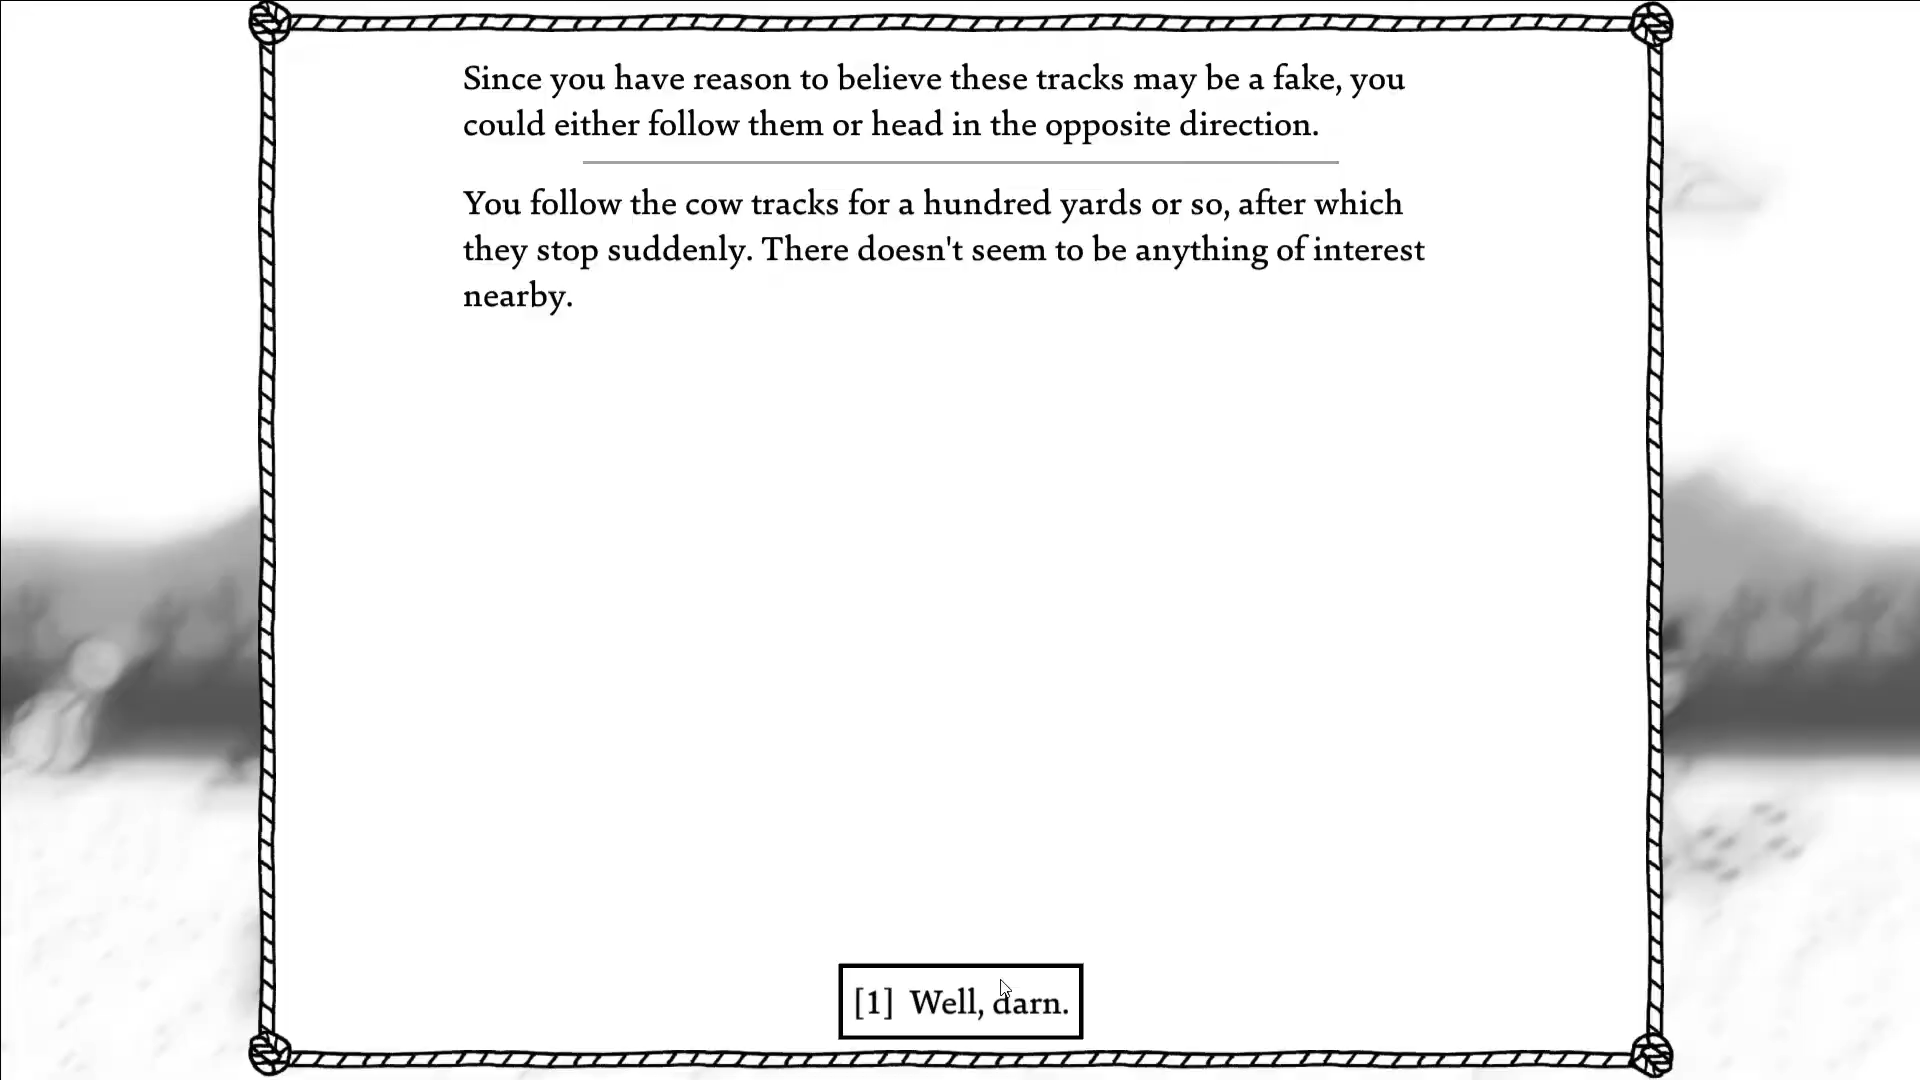 Since you have reason to believe these tracks may be a fake, you
could either follow them or head in the opposite direction.
You follow the cow tracks for a hundred yards or so, after which
they stop suddenly. There doesn't seem to be anything of interest
nearby.
[1] Well, darn.